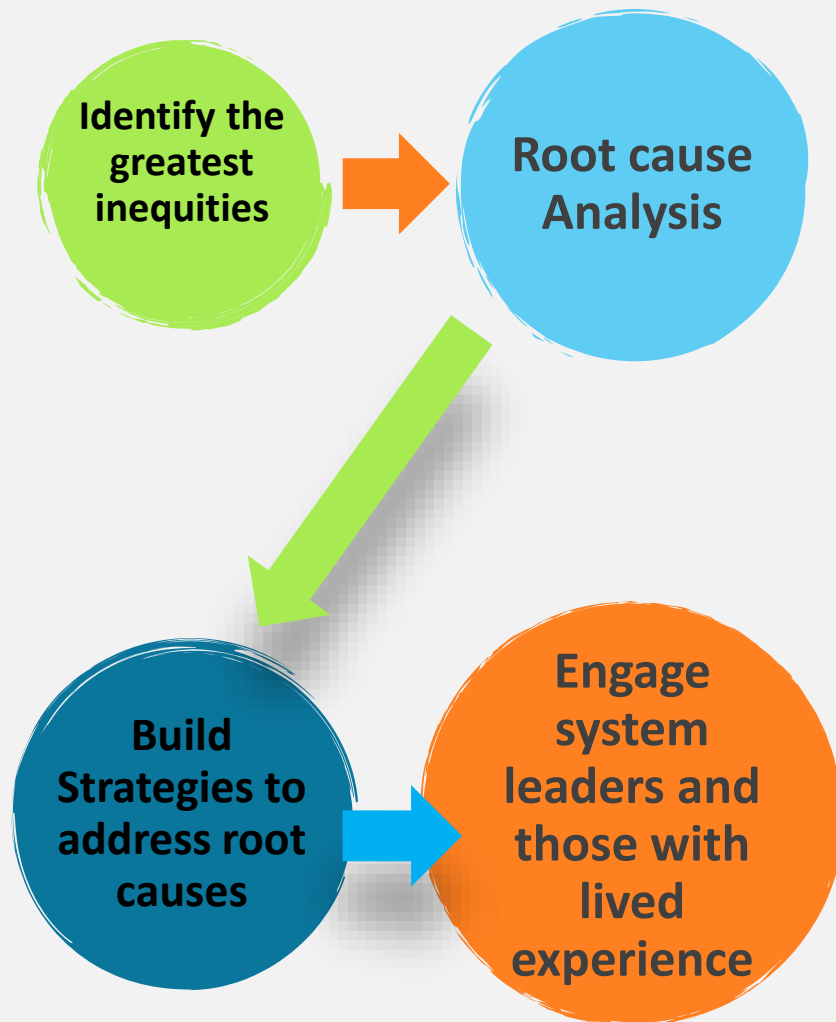 Identify the
greatest
inequities
Root cause
Analysis
Build
Strategies to
address root
causes
Engage
system
leaders and
those with
lived
experience